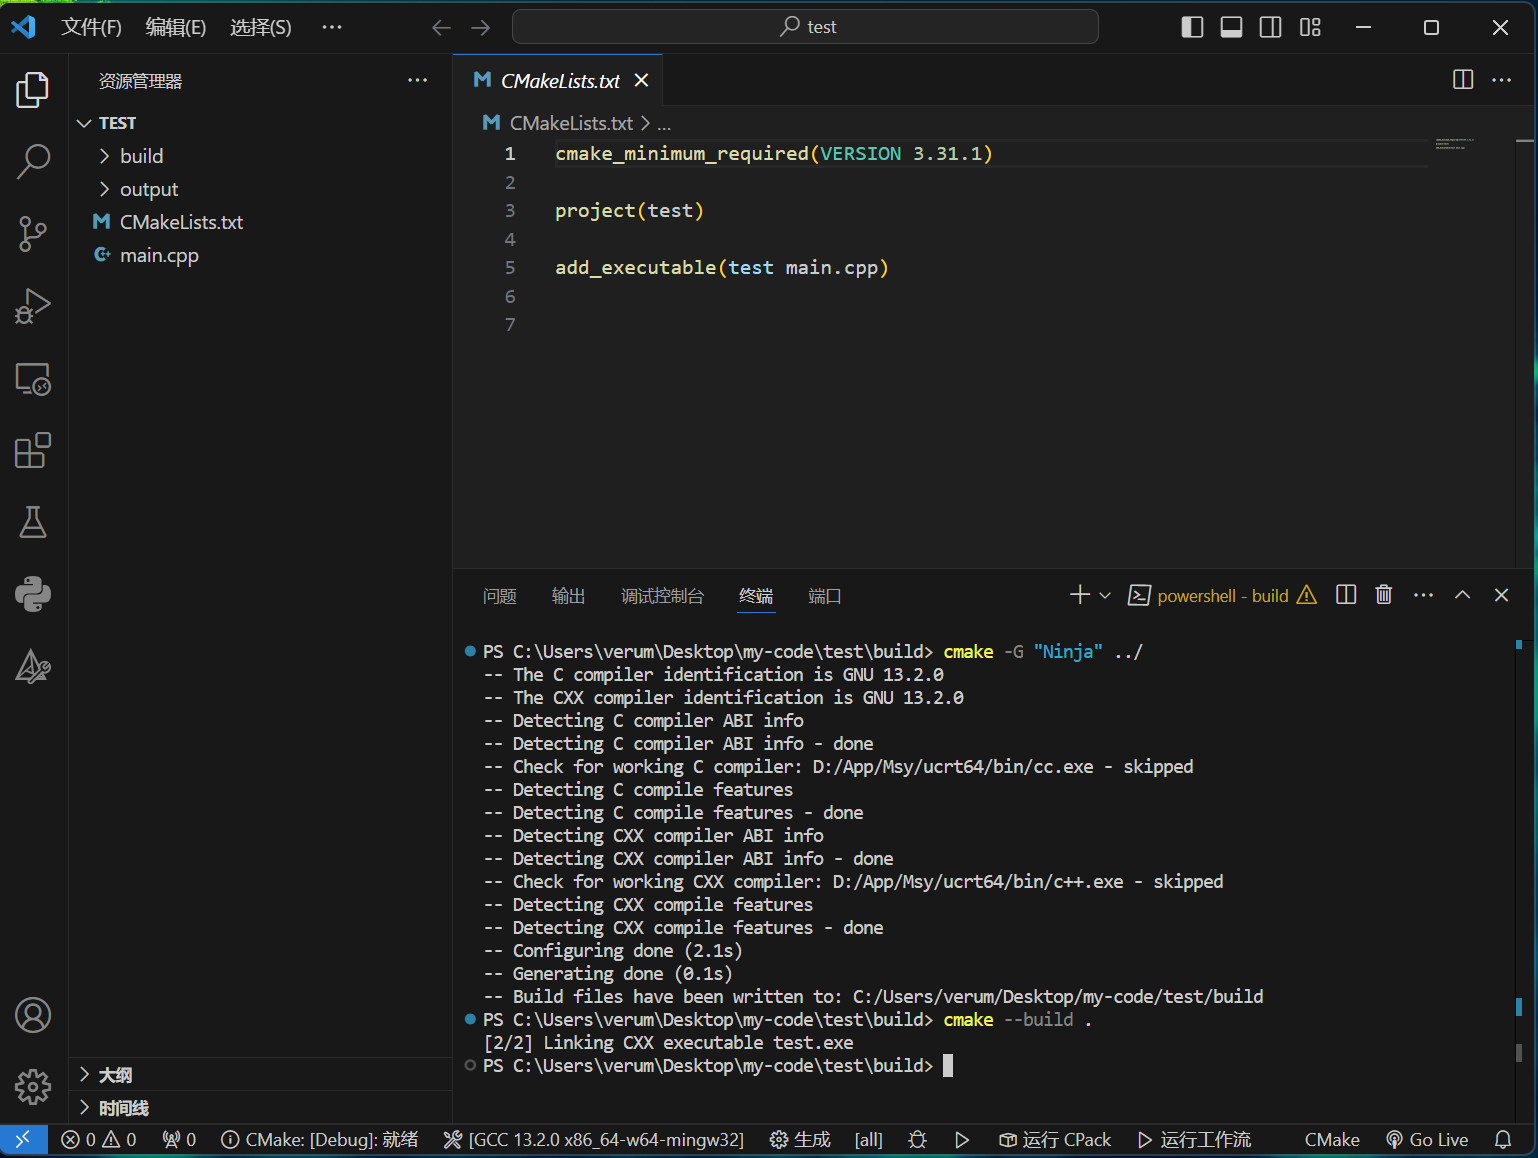 文件(F) 编辑(E) 选择(S) ··· test
资源管理器 ···
TEST
build
output
CMakeLists.txt
main.cpp
大纲
时间线
CMakeLists.txt
CMakeLists.txt > ...
1 cmake_minimum_required(VERSION 3.31.1)
2
3 project(test)
4
5 add_executable(test main.cpp)
6
7
问题 输出 调试控制台 终端 端口 powershell - build
PS C:\Users\verum\Desktop\my-code\test\build> cmake -G "Ninja" ../
-- The C compiler identification is GNU 13.2.0
-- The CXX compiler identification is GNU 13.2.0
-- Detecting C compiler ABI info
-- Detecting C compiler ABI info - done
-- Check for working C compiler: D:/App/Msy/ucrt64/bin/cc.exe - skipped
-- Detecting C compile features
-- Detecting C compile features - done
-- Detecting CXX compiler ABI info
-- Detecting CXX compiler ABI info - done
-- Check for working CXX compiler: D:/App/Msy/ucrt64/bin/c++.exe - skipped
-- Detecting CXX compile features
-- Detecting CXX compile features - done
-- Configuring done (2.1s)
-- Generating done (0.1s)
-- Build files have been written to: C:/Users/verum/Desktop/my-code/test/build
PS C:\Users\verum\Desktop\my-code\test\build> cmake --build .
[2/2] Linking CXX executable test.exe
PS C:\Users\verum\Desktop\my-code\test\build>
0 0 0 CMake: [Debug]: 就绪 [GCC 13.2.0 x86_64-w64-mingw32] 生成 [all] 运行 CPack 运行工作流 CMake Go Live